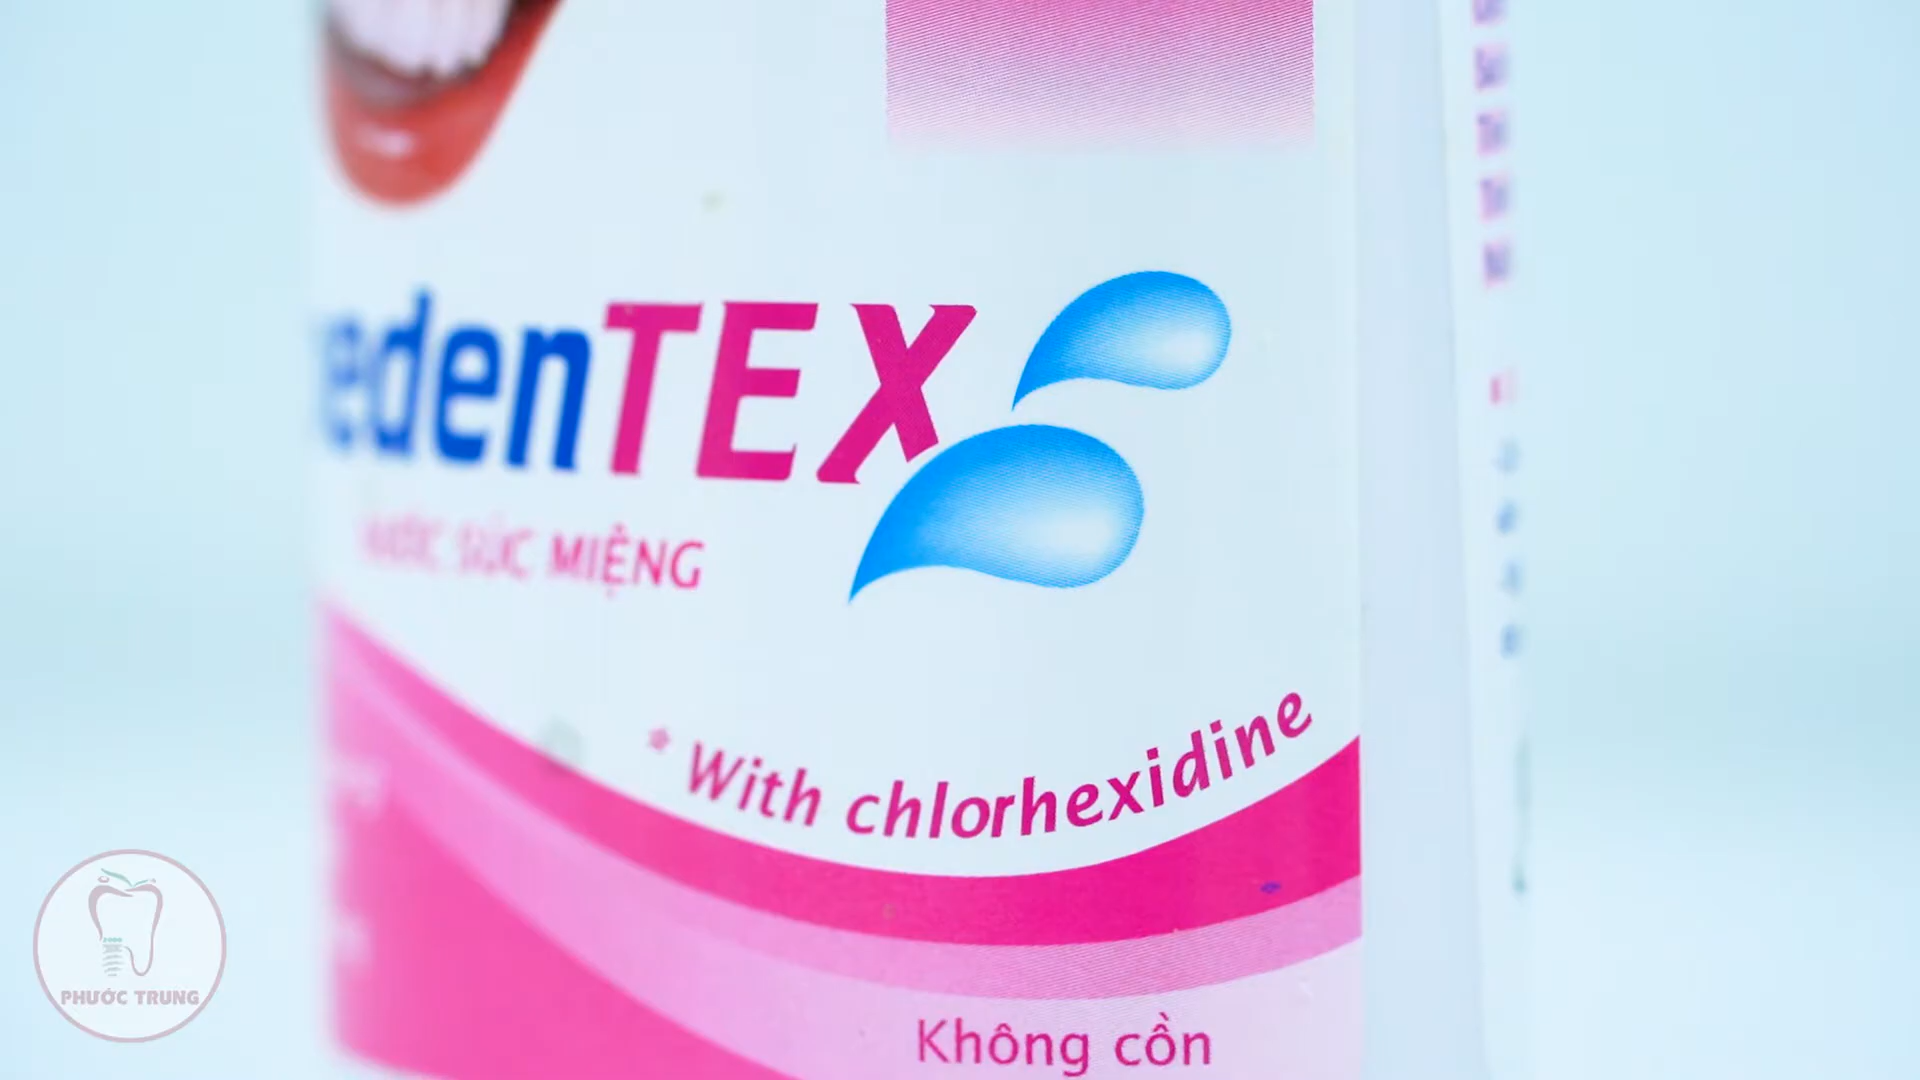 edenTEX
NƯỚC SÚC MIỆNG
* With chlorhexidine
Không cồn
PHƯỚC TRUNG